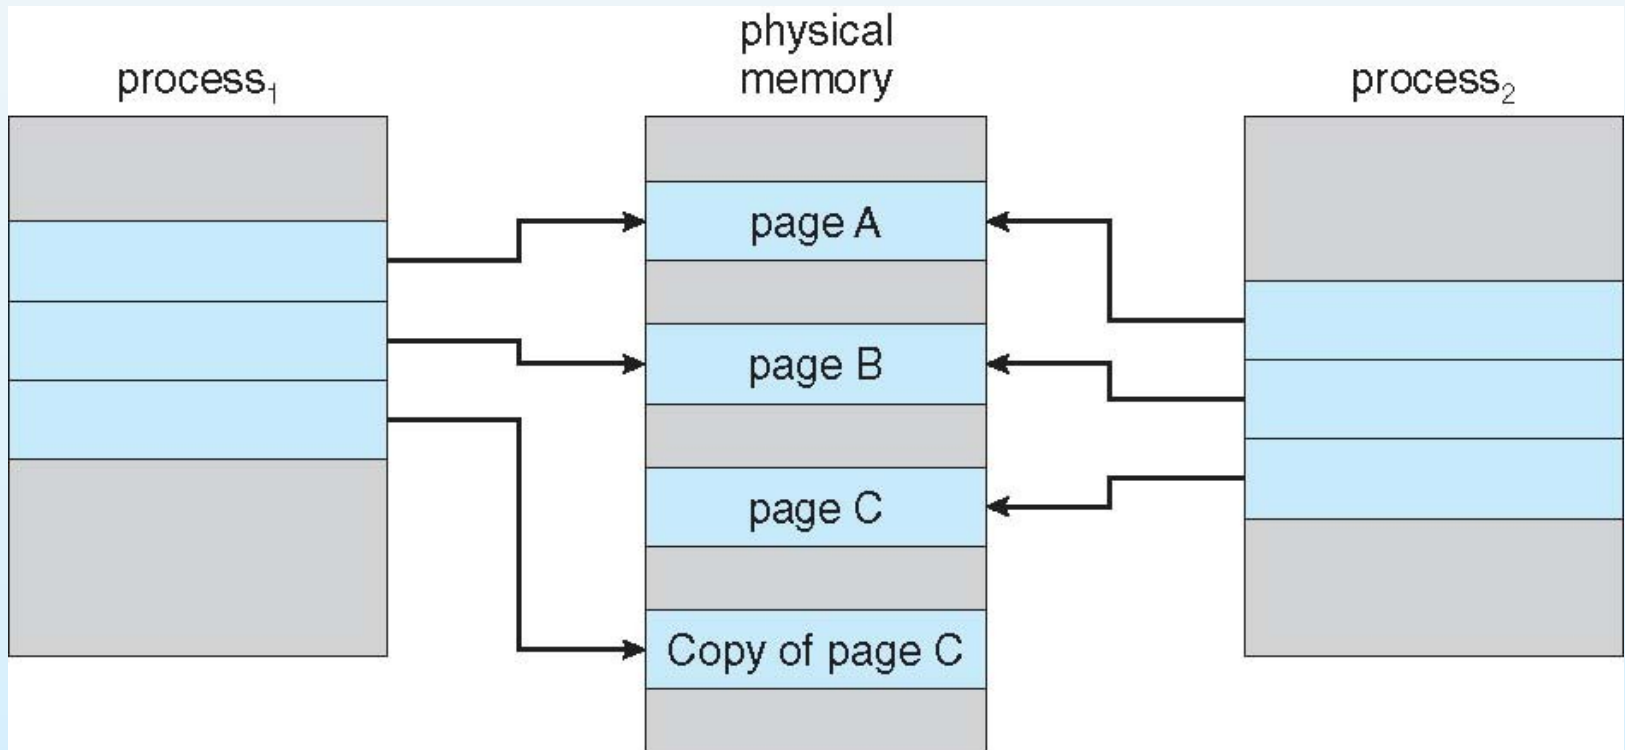 process₁
physical
memory
process₂
page A
page B
page C
Copy of page C